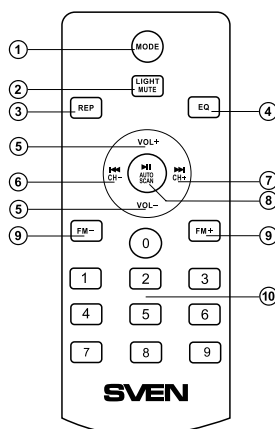 1 MODE
2 LIGHT MUTE
3 REP EQ 4
5 VOL+
6 CH- AUTO SCAN CH+ 7
8
5 VOL-
9 FM- FM+ 9
0
1 2 3
10
4 5 6
7 8 9
SVEN